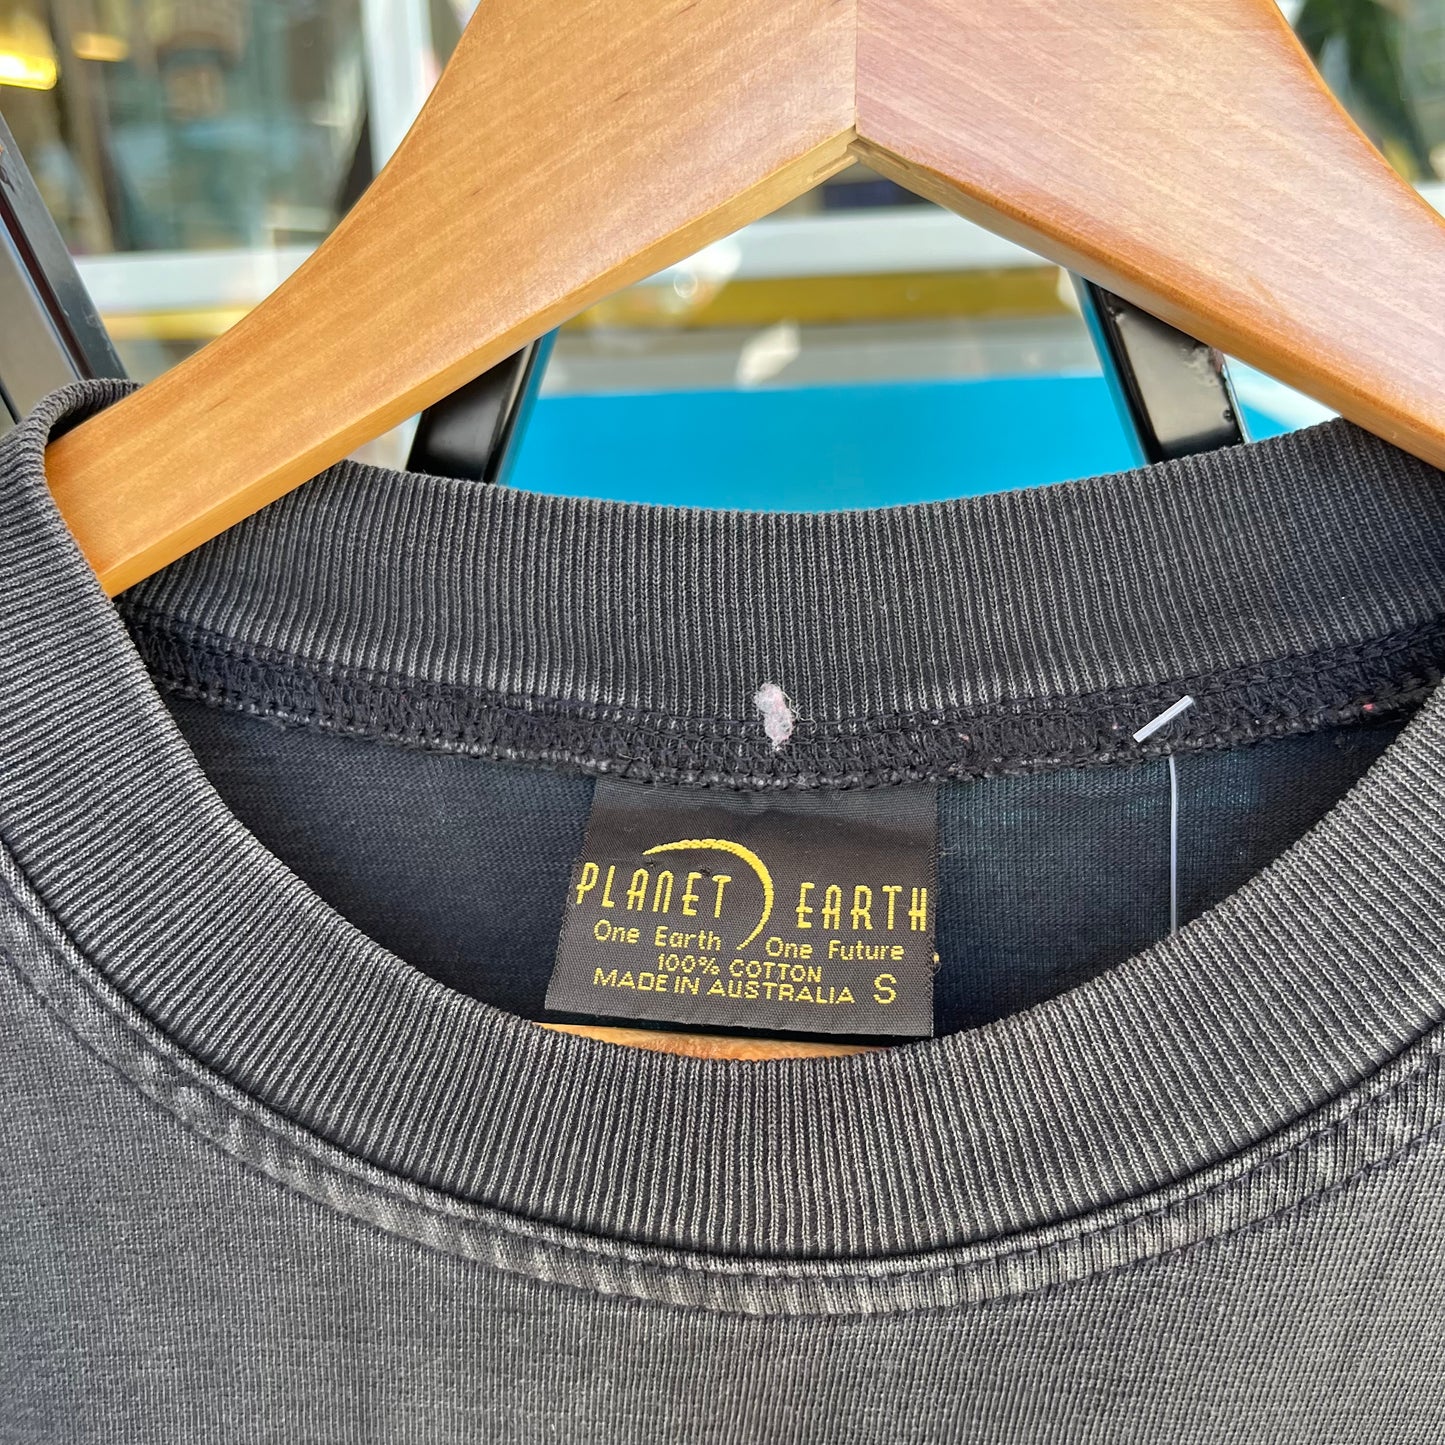 PLANET EARTH
One Earth One Future
100% COTTON
MADE IN AUSTRALIA S